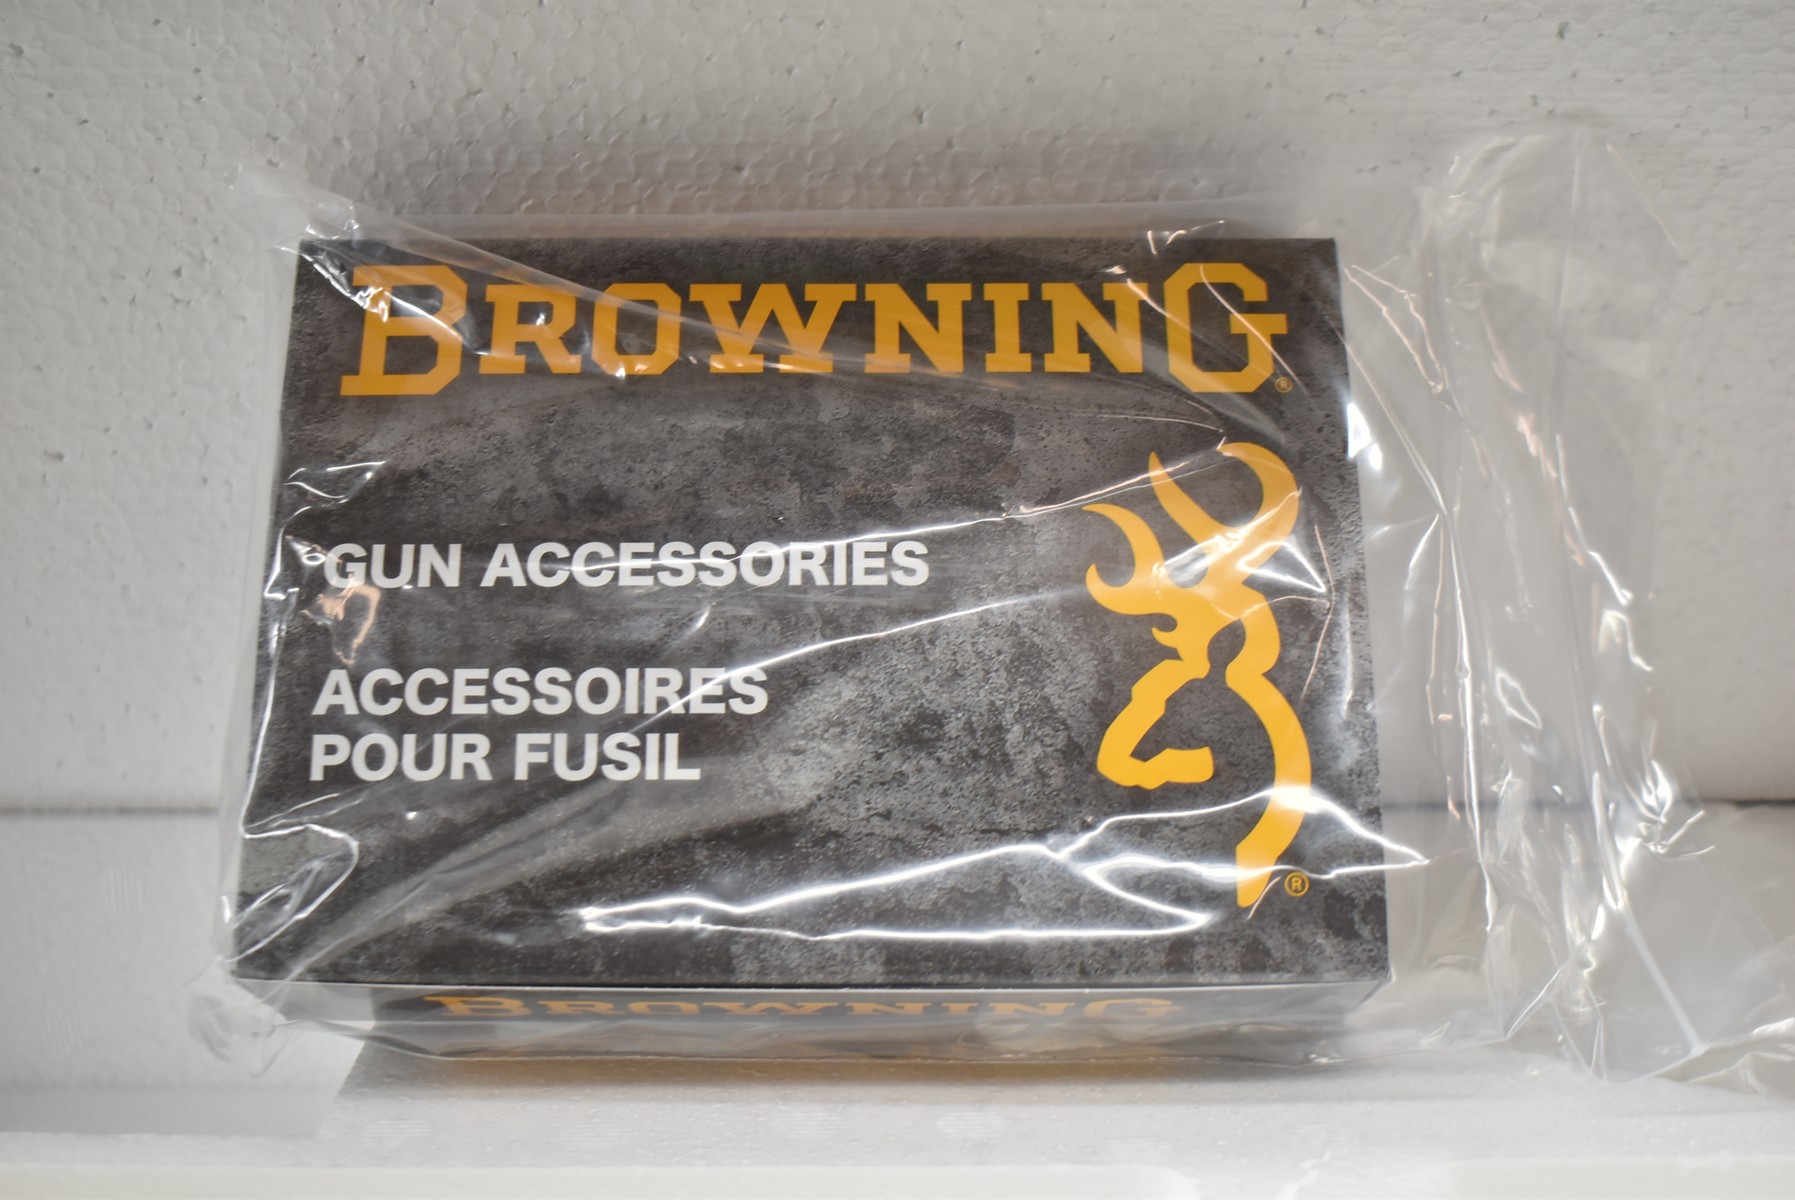 BROWNING®
GUN ACCESSORIES
ACCESSOIRES
POUR FUSIL
®
BROWNING